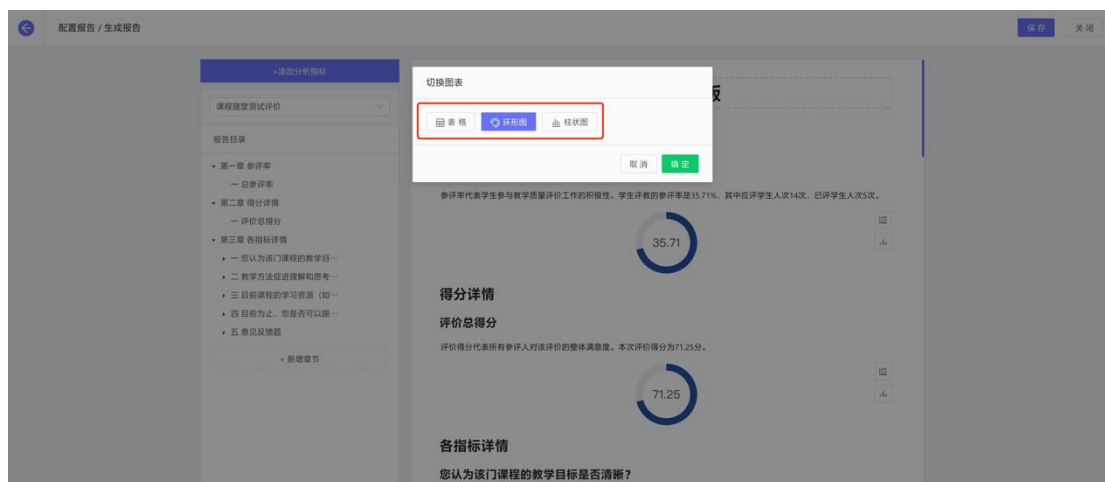 配置报告 / 生成报告
保 存
关 闭
+添加分析指标
课程随堂测试评价
报告目录
第一章 参评率
一 总参评率
第二章 得分详情
一 评价总得分
第三章 各指标详情
一 您认为该门课程的教学目…
二 教学方法促进理解和思考…
三 目前课程的学习资源（如…
四 目前为止，您是否可以跟…
五 意见反馈题
+ 新增章节
切换图表
表 格
环形图
柱状图
取 消
确 定
版
参评率代表学生参与教学质量评价工作的积极性。学生评教的参评率是35.71%，其中应评学生人次14次、已评学生人次5次。
35.71
得分详情
评价总得分
评价得分代表所有参评人对该评价的整体满意度。本次评价得分为71.25分。
71.25
各指标详情
您认为该门课程的教学目标是否清晰？